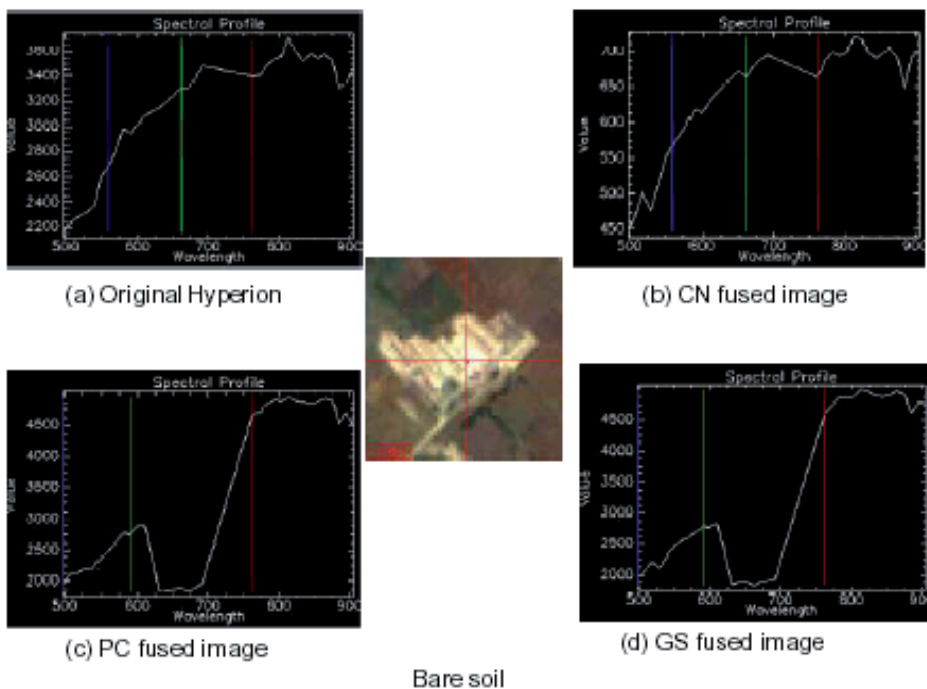 Spectral Profile
Value
3600
3400
3200
3000
2800
2600
2400
2200
500 600 700 800 900
Wavelength
(a) Original Hyperion
Spectral Profile
Value
700
650
600
550
500
450
500 600 700 800 900
Wavelength
(b) CN fused image
Spectral Profile
Value
4500
4000
3500
3000
2500
2000
500 600 700 800 900
Wavelength
(c) PC fused image
Spectral Profile
Value
4500
4000
3500
3000
2500
2000
500 600 700 800 900
Wavelength
(d) GS fused image
Bare soil